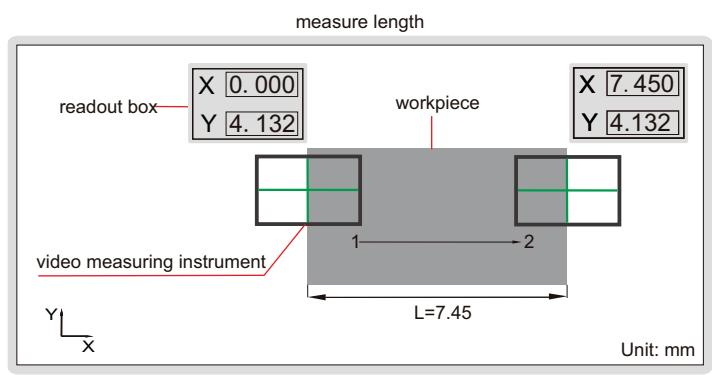 measure length
X 0.000
Y 4.132
X 7.450
Y 4.132
readout box
workpiece
1
2
video measuring instrument
L=7.45
Y
X
Unit: mm